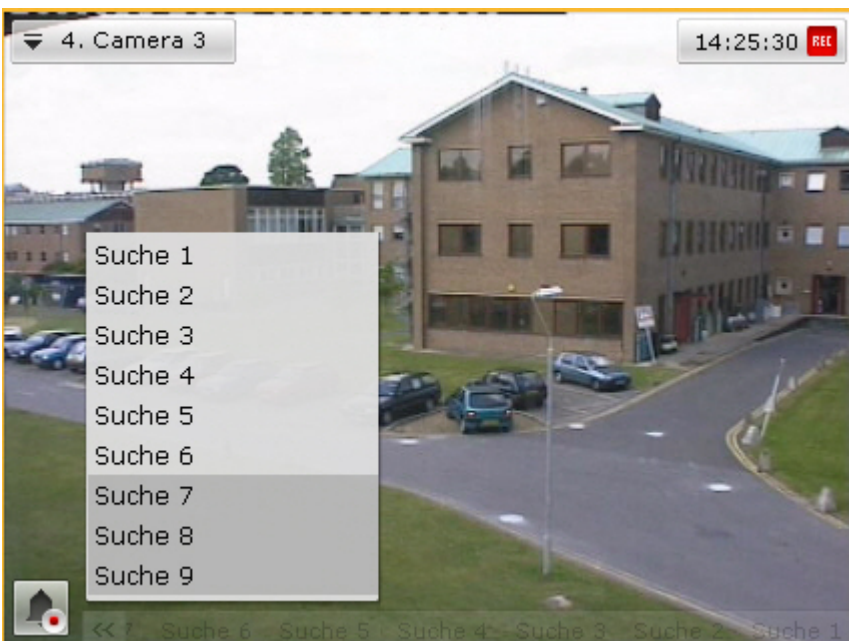 4. Camera 3
14:25:30 REC
Suche 1
Suche 2
Suche 3
Suche 4
Suche 5
Suche 6
Suche 7
Suche 8
Suche 9
<< 7 Suche 6 Suche 5 Suche 4 Suche 3 Suche 2 Suche 1